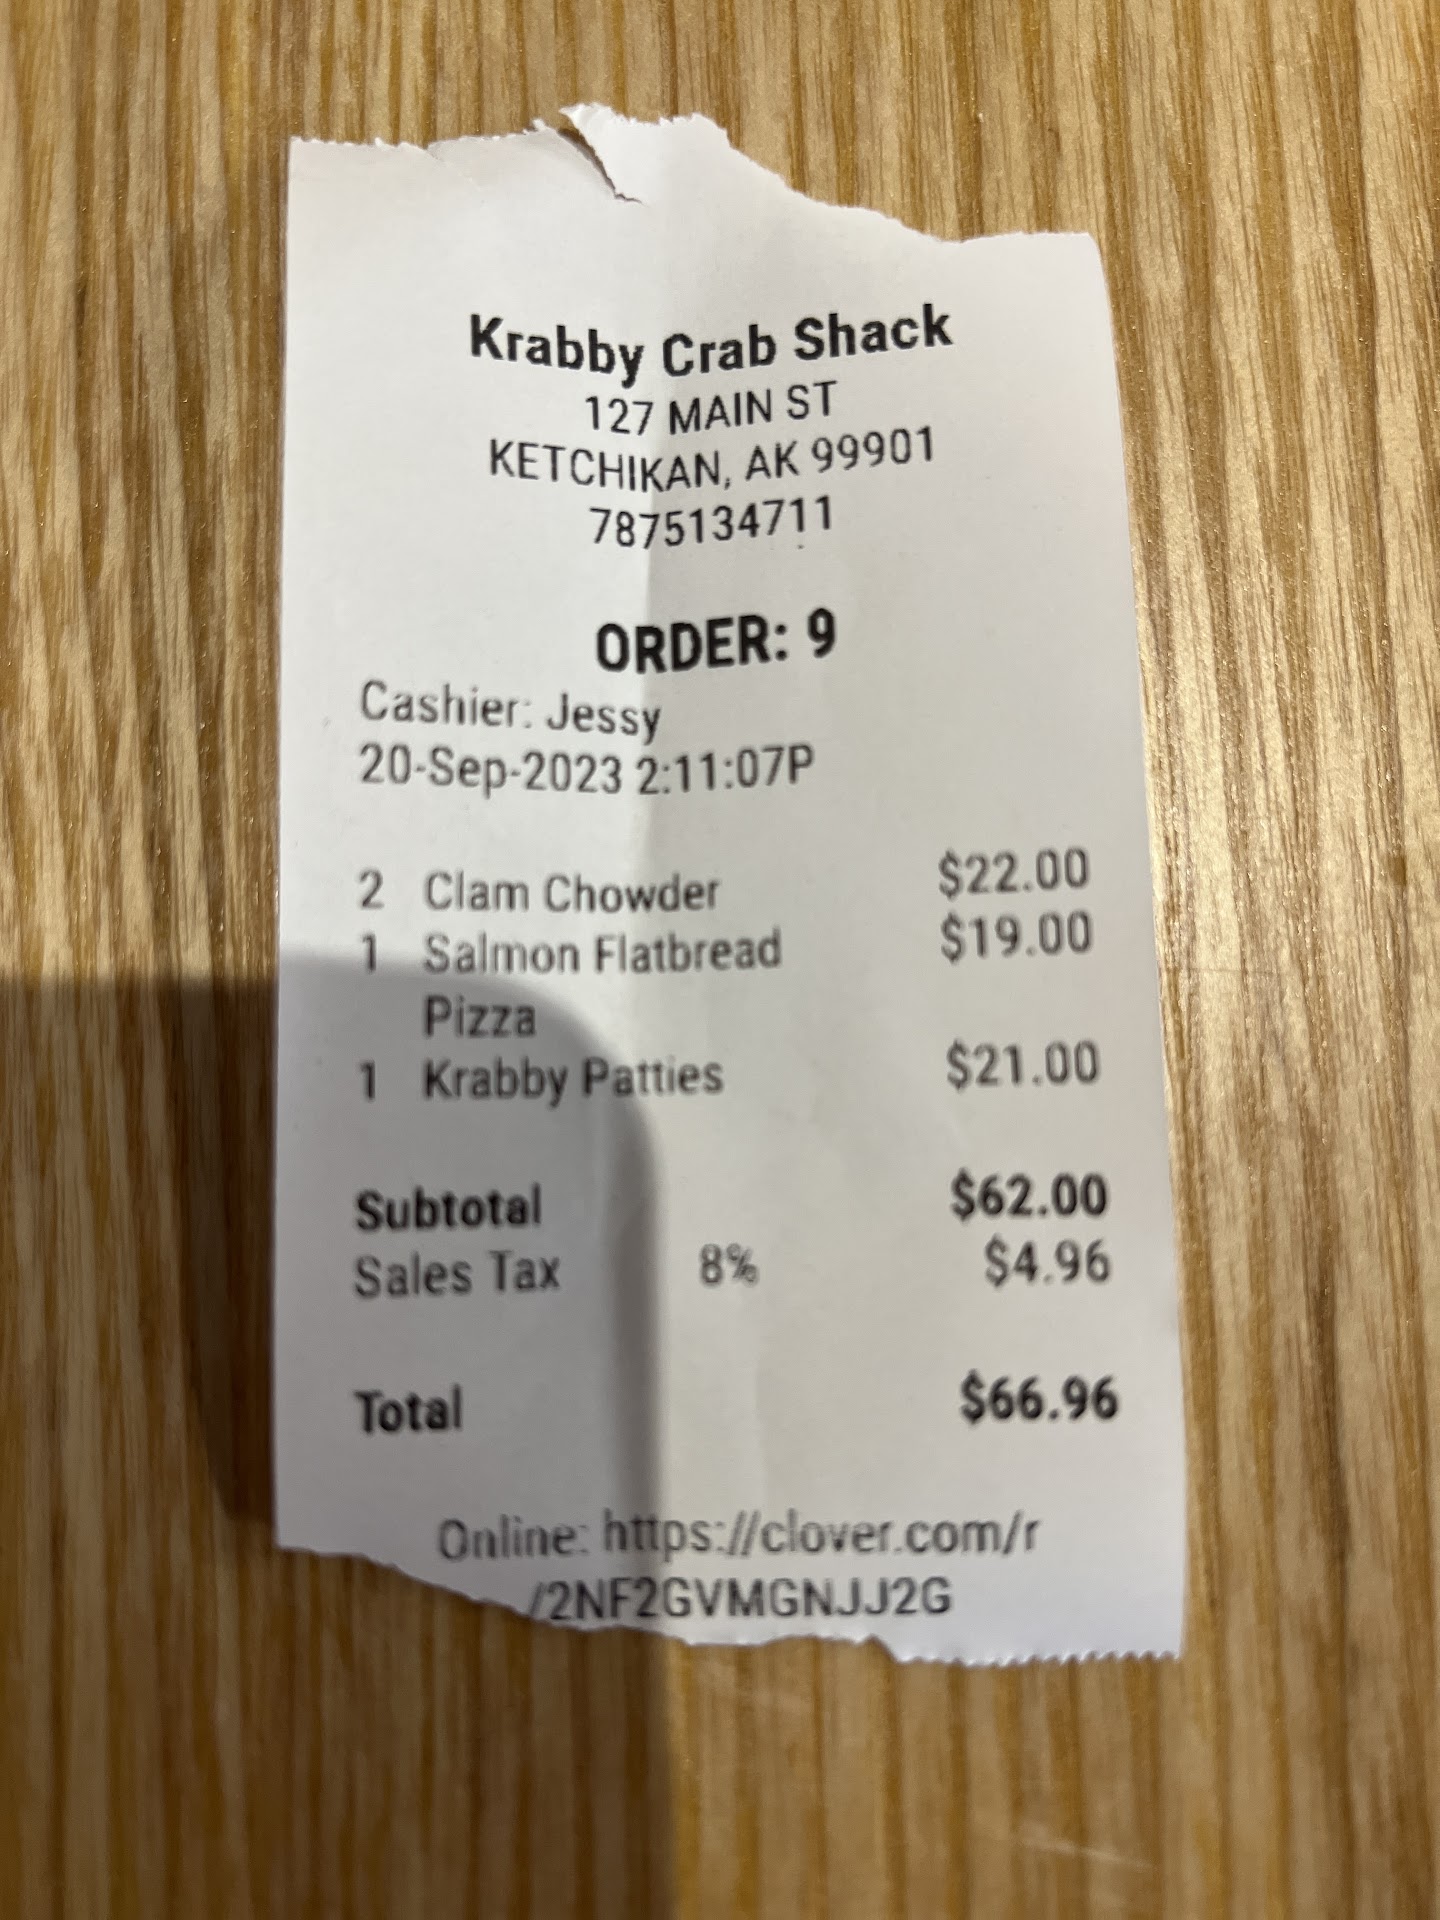 Krabby Crab Shack
127 MAIN ST
KETCHIKAN, AK 99901
7875134711
ORDER: 9
Cashier: Jessy
20-Sep-2023 2:11:07P
2 Clam Chowder $22.00
1 Salmon Flatbread $19.00
Pizza
1 Krabby Patties $21.00
Subtotal $62.00
Sales Tax 8% $4.96
Total $66.96
Online: https://clover.com/r
/2NF2GVMGNJJ2G